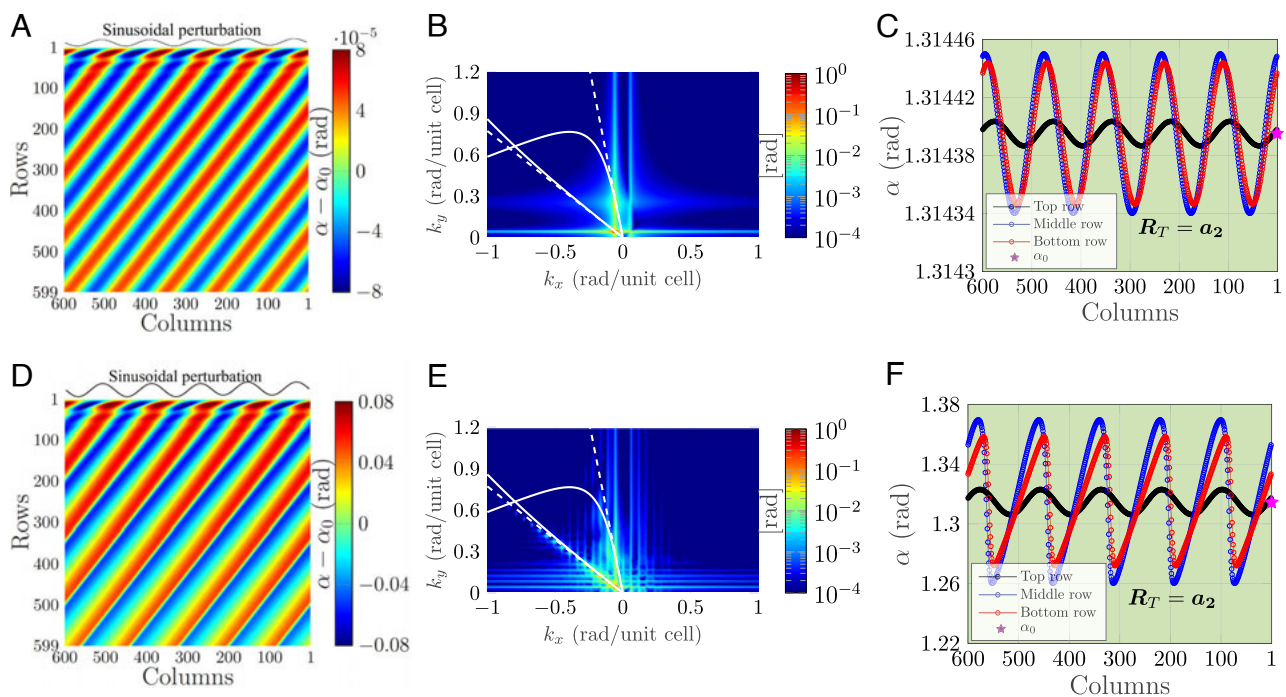 A
Sinusoidal perturbation
·10⁻⁵
1
100
200
300
400
500
599
Rows
600 500 400 300 200 100 1
Columns
8
4
0
−4
−8
α − α₀ (rad)
B
1.2
0.9
0.6
0.3
0
k_y (rad/unit cell)
−1 −0.5 0 0.5 1
k_x (rad/unit cell)
10⁰
10⁻¹
10⁻²
10⁻³
10⁻⁴
[rad]
C
1.31446
1.31442
1.31439
1.31434
1.3143
α (rad)
Top row
Middle row
Bottom row
α₀
R_T = a₂
600 500 400 300 200 100 1
Columns
D
Sinusoidal perturbation
1
100
200
300
400
500
599
Rows
600 500 400 300 200 100 1
Columns
0.08
0.04
0
−0.04
−0.08
α − α₀ (rad)
E
1.2
0.9
0.6
0.3
0
k_y (rad/unit cell)
−1 −0.5 0 0.5 1
k_x (rad/unit cell)
10⁰
10⁻¹
10⁻²
10⁻³
10⁻⁴
[rad]
F
1.38
1.34
1.3
1.26
1.22
α (rad)
Top row
Middle row
Bottom row
α₀
R_T = a₂
600 500 400 300 200 100 1
Columns